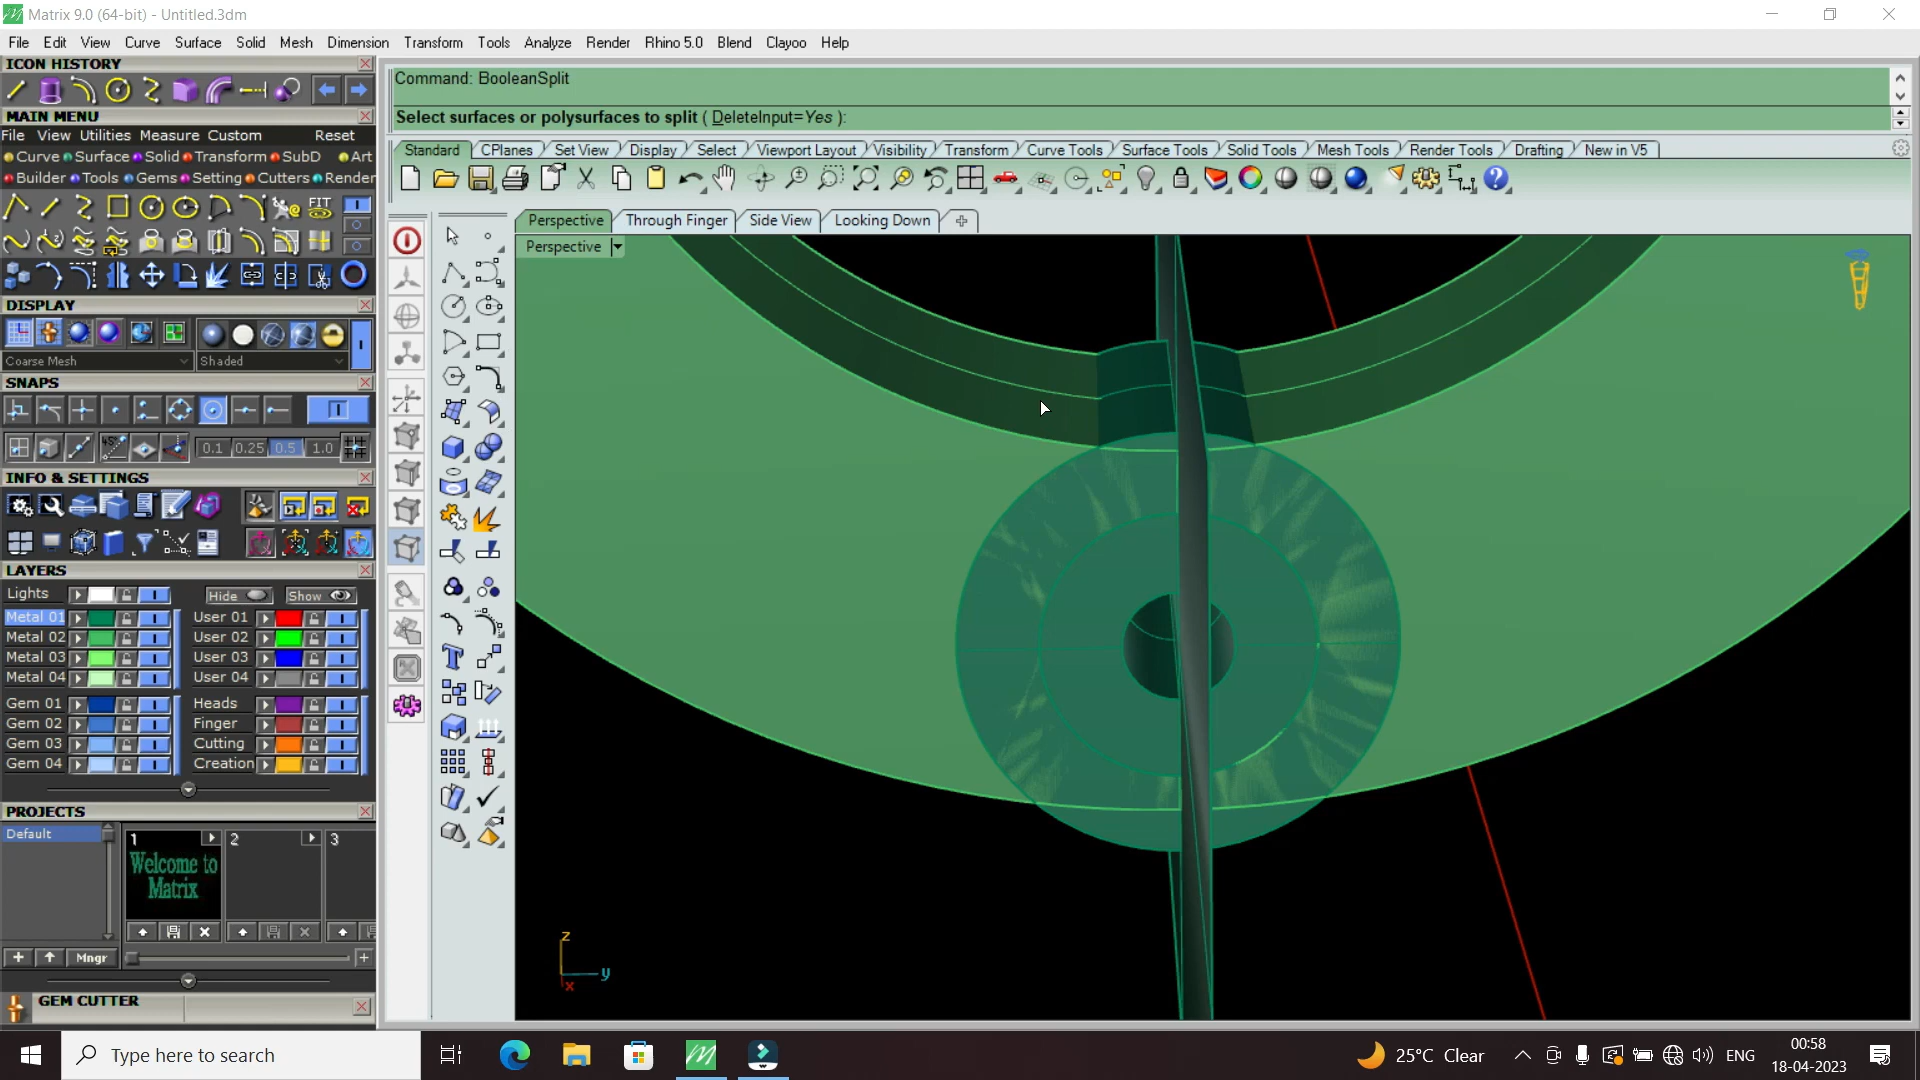 Matrix 9.0 (64-bit) - Untitled.3dm
File Edit View Curve Surface Solid Mesh Dimension Transform Tools Analyze Render Rhino 5.0 Blend Clayoo Help
ICON HISTORY
MAIN MENU
File View Utilities Measure Custom Reset
Curve Surface Solid Transform SubD Art
Builder Tools Gems Setting Cutters Render
FIT
DISPLAY
Coarse Mesh Shaded
SNAPS
0.1 0.25 0.5 1.0
INFO & SETTINGS
LAYERS
Lights Hide Show
Metal 01 User 01
Metal 02 User 02
Metal 03 User 03
Metal 04 User 04
Gem 01 Heads
Gem 02 Finger
Gem 03 Cutting
Gem 04 Creation
PROJECTS
Default
1 2 3
Welcome to
Matrix
Mngr
GEM CUTTER
Command: BooleanSplit
Select surfaces or polysurfaces to split ( DeleteInput=Yes ):
Standard CPlanes Set View Display Select Viewport Layout Visibility Transform Curve Tools Surface Tools Solid Tools Mesh Tools Render Tools Drafting New in V5
Perspective Through Finger Side View Looking Down
Perspective
z
y
x
Type here to search
25°C Clear
ENG
00:58
18-04-2023